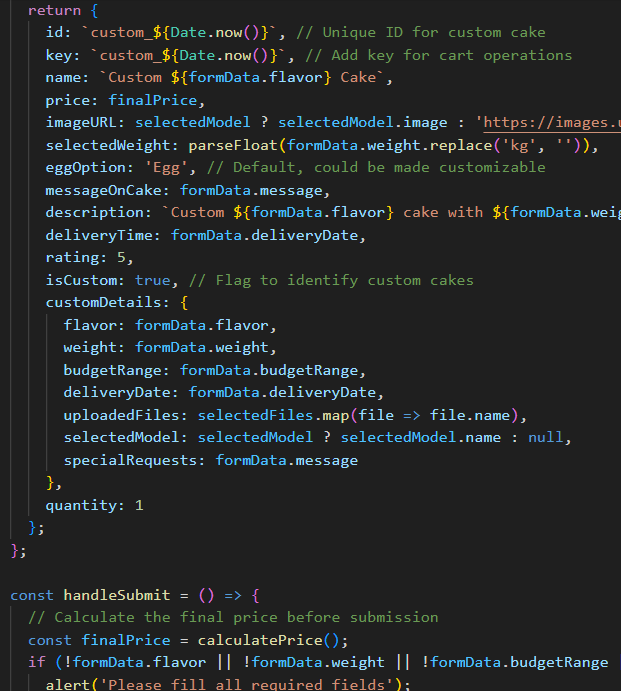 return {
id: `custom_${Date.now()}`, // Unique ID for custom cake
key: `custom_${Date.now()}`, // Add key for cart operations
name: `Custom ${formData.flavor} Cake`,
price: finalPrice,
imageURL: selectedModel ? selectedModel.image : 'https://images.u
selectedWeight: parseFloat(formData.weight.replace('kg', '')),
eggOption: 'Egg', // Default, could be made customizable
messageOnCake: formData.message,
description: `Custom ${formData.flavor} cake with ${formData.weig
deliveryTime: formData.deliveryDate,
rating: 5,
isCustom: true, // Flag to identify custom cakes
customDetails: {
flavor: formData.flavor,
weight: formData.weight,
budgetRange: formData.budgetRange,
deliveryDate: formData.deliveryDate,
uploadedFiles: selectedFiles.map(file => file.name),
selectedModel: selectedModel ? selectedModel.name : null,
specialRequests: formData.message
},
quantity: 1
};
};
const handleSubmit = () => {
// Calculate the final price before submission
const finalPrice = calculatePrice();
if (!formData.flavor || !formData.weight || !formData.budgetRange
alert('Please fill all required fields');